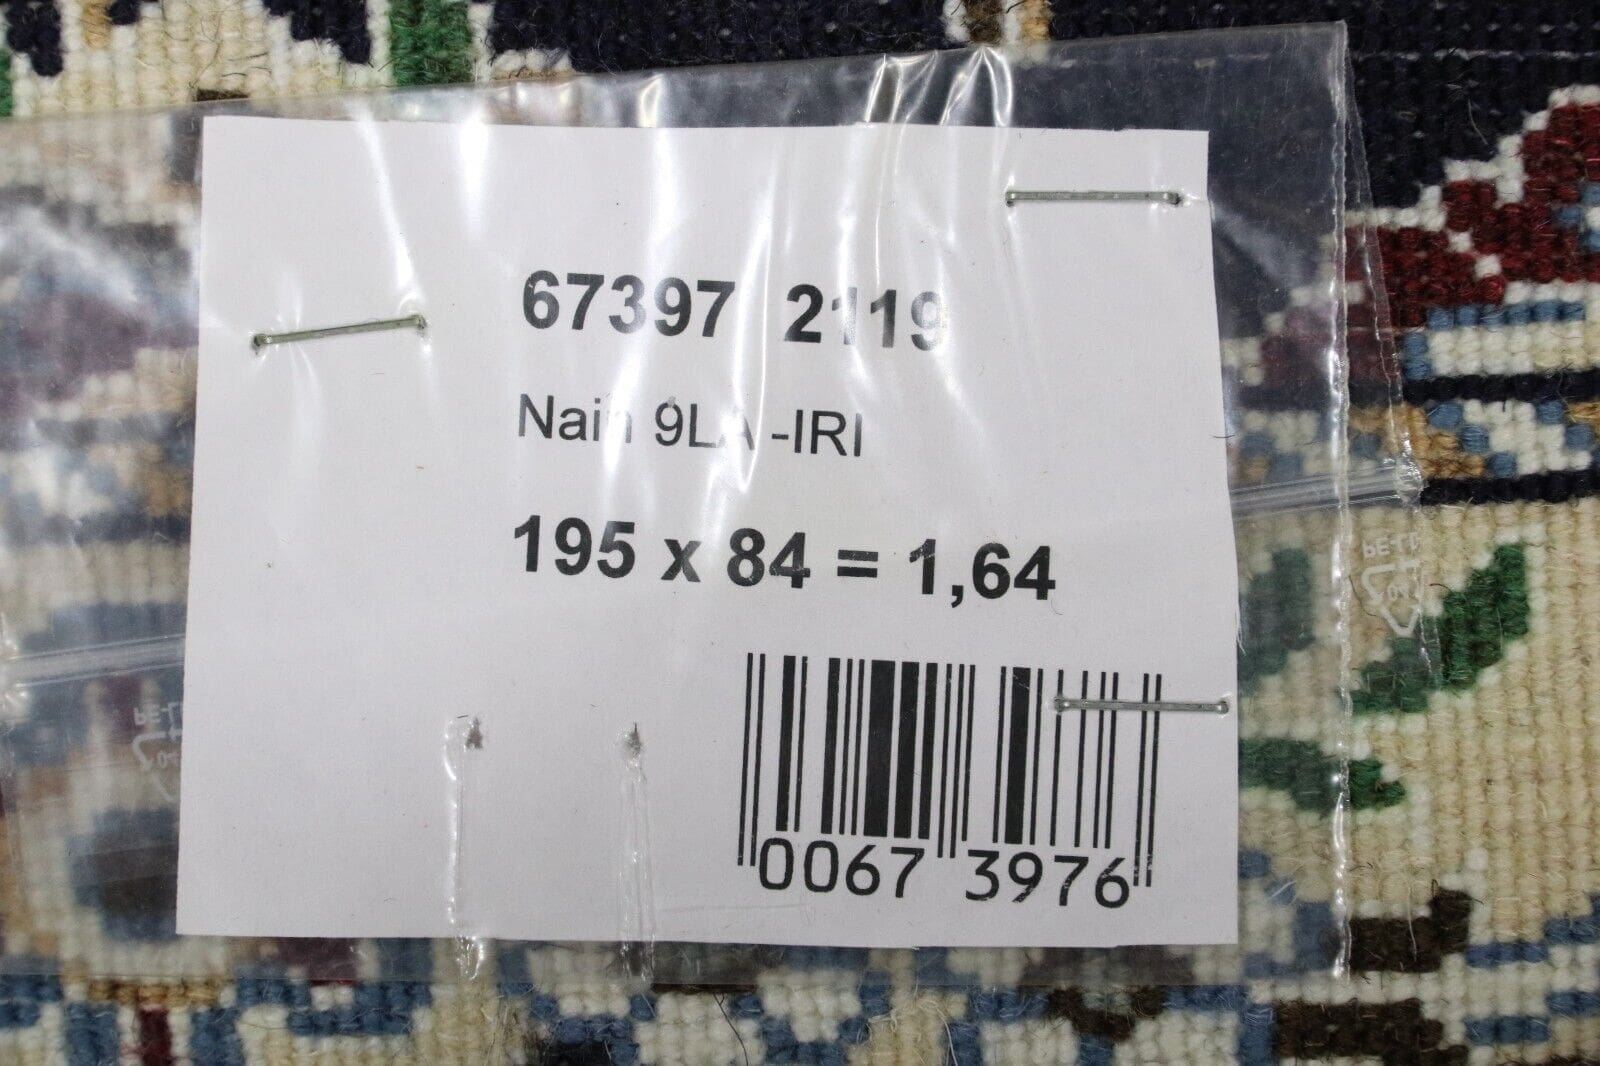 67397 2119
Nain 9LA -IRI
195 x 84 = 1,64
0067 3976